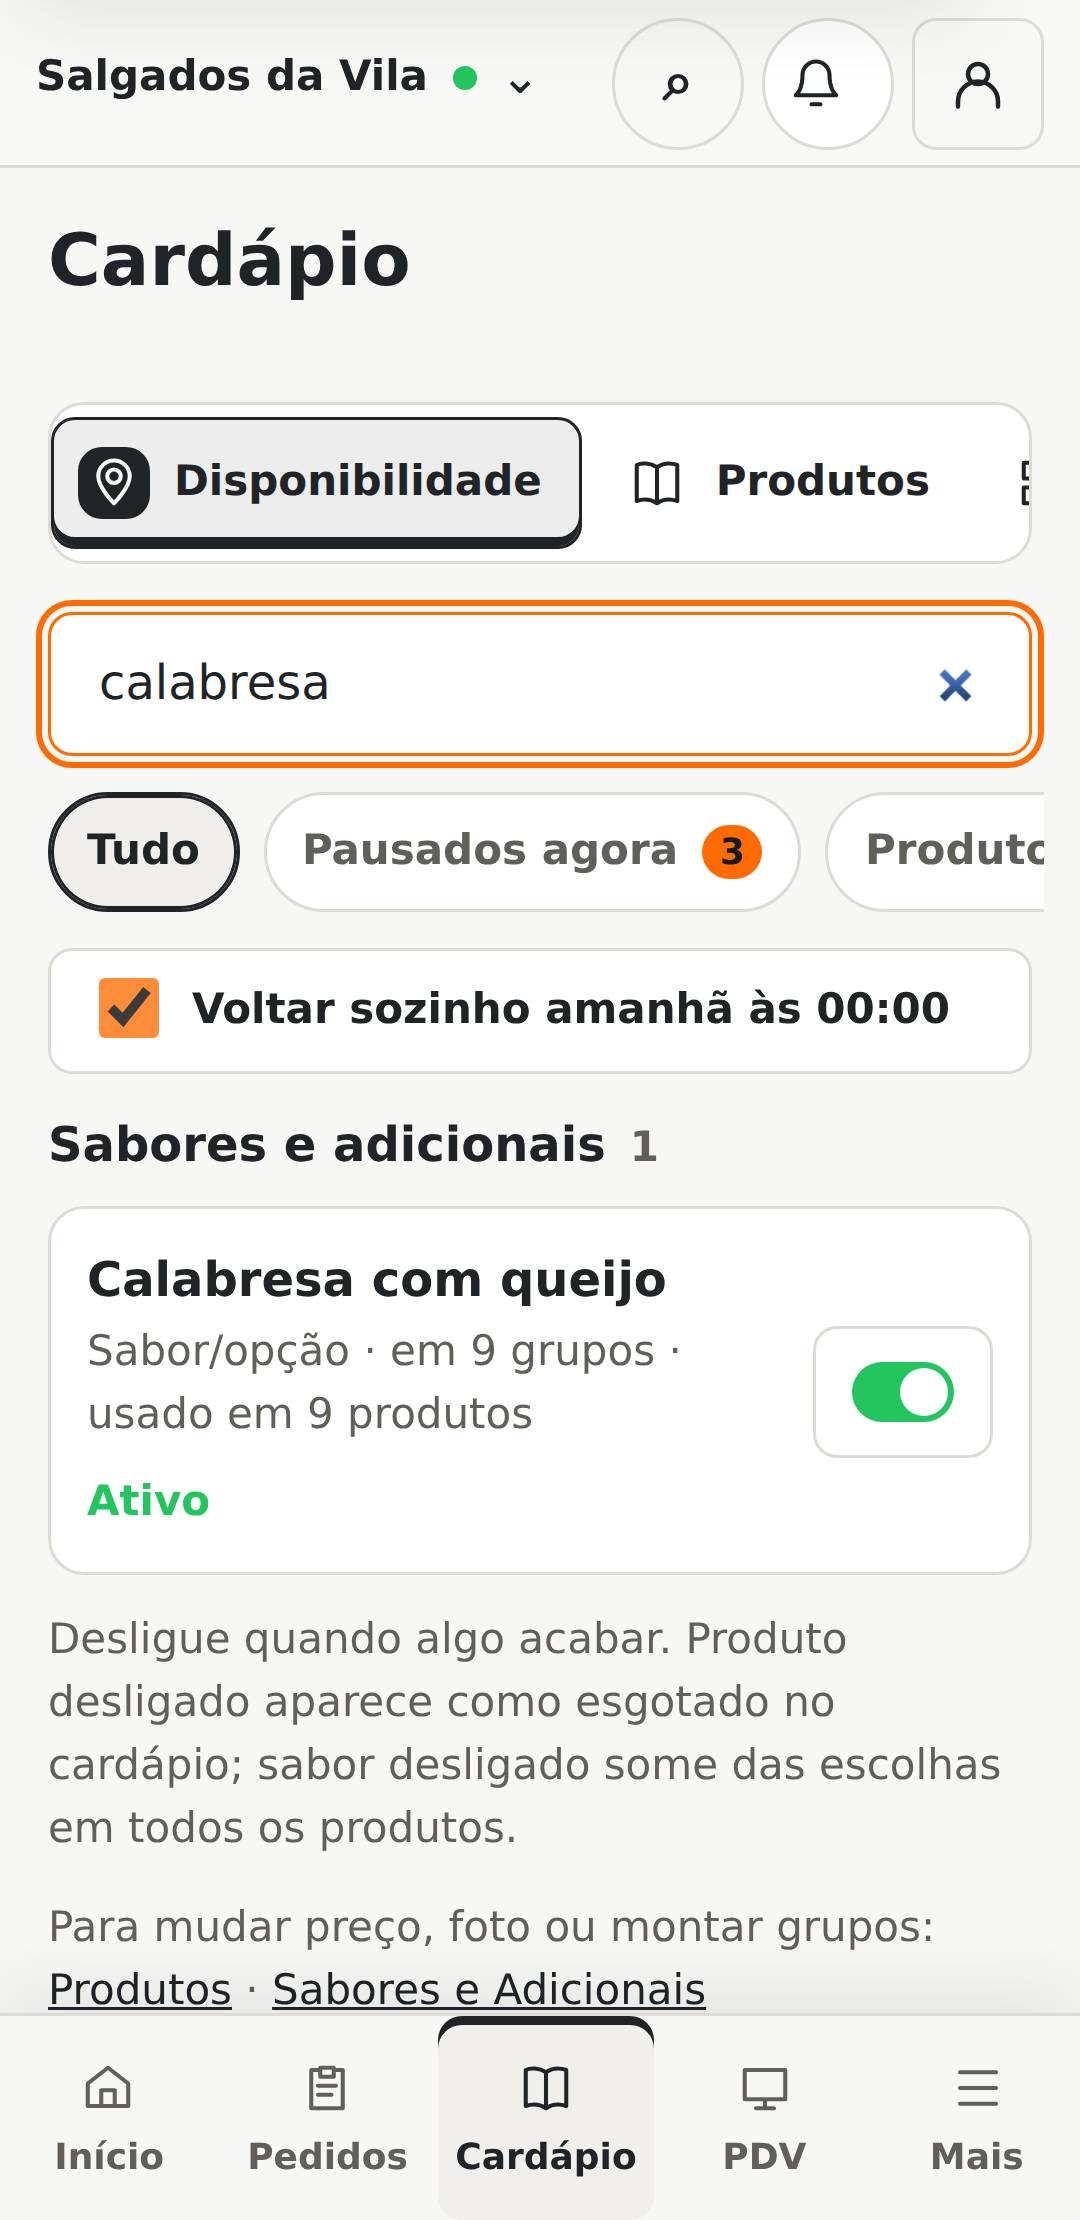 Salgados da Vila
Cardápio
Disponibilidade
Produtos
calabresa
Tudo
Pausados agora 3
Produto
Voltar sozinho amanhã às 00:00
Sabores e adicionais 1
Calabresa com queijo
Sabor/opção · em 9 grupos ·
usado em 9 produtos
Ativo
Desligue quando algo acabar. Produto
desligado aparece como esgotado no
cardápio; sabor desligado some das escolhas
em todos os produtos.
Para mudar preço, foto ou montar grupos:
Produtos · Sabores e Adicionais
Início
Pedidos
Cardápio
PDV
Mais